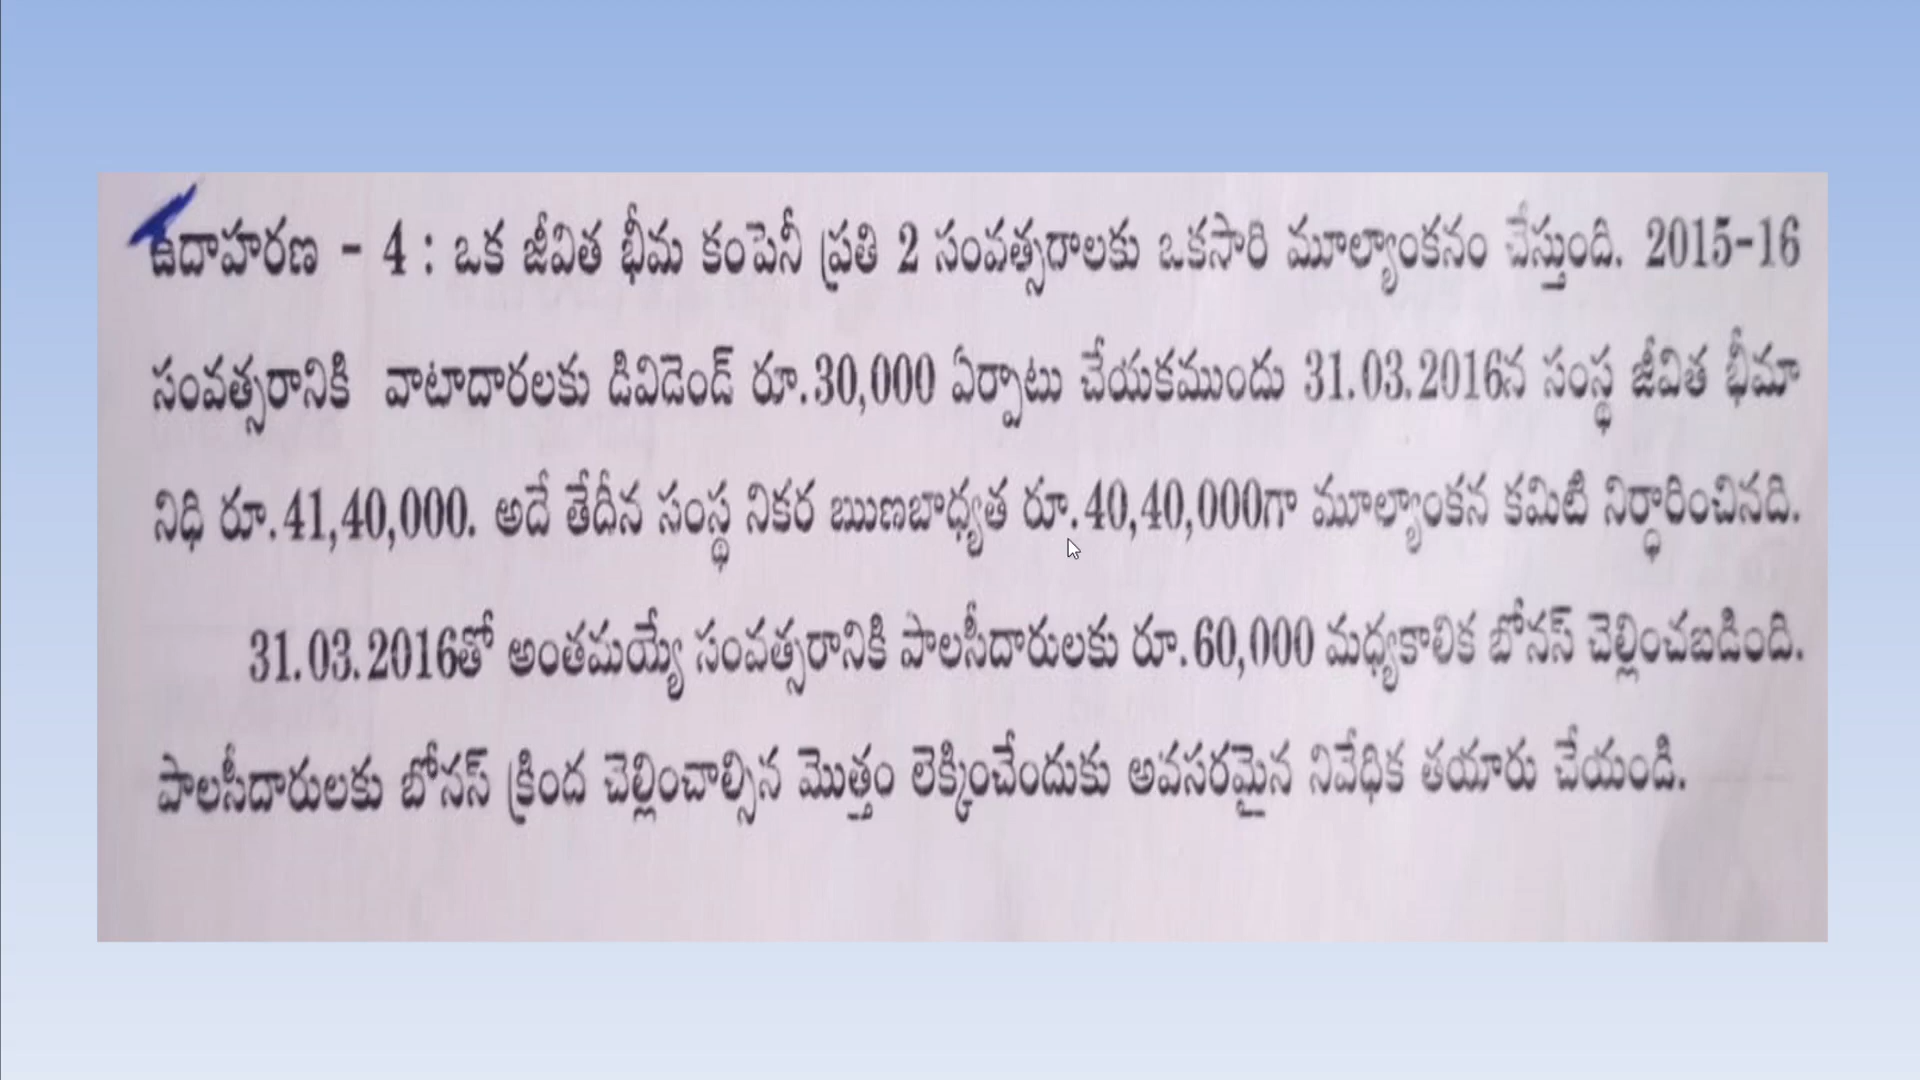 ఉదాహరణ - 4 : ఒక జీవిత భీమ కంపెనీ ప్రతి 2 సంవత్సరాలకు ఒకసారి మూల్యాంకనం చేస్తుంది. 2015-16
సంవత్సరానికి వాటాదారలకు డివిడెండ్ రూ.30,000 ఏర్పాటు చేయకముందు 31.03.2016న సంస్థ జీవిత భీమా
నిధి రూ.41,40,000. అదే తేదీన సంస్థ నికర ఋణబాధ్యత రూ.40,40,000గా మూల్యాంకన కమిటి నిర్ధారించినది.
31.03.2016తో అంతమయ్యే సంవత్సరానికి పాలసీదారులకు రూ.60,000 మధ్యకాలిక బోనస్ చెల్లించబడింది.
పాలసీదారులకు బోనస్ క్రింద చెల్లించాల్సిన మొత్తం లెక్కించేందుకు అవసరమైన నివేధిక తయారు చేయండి.